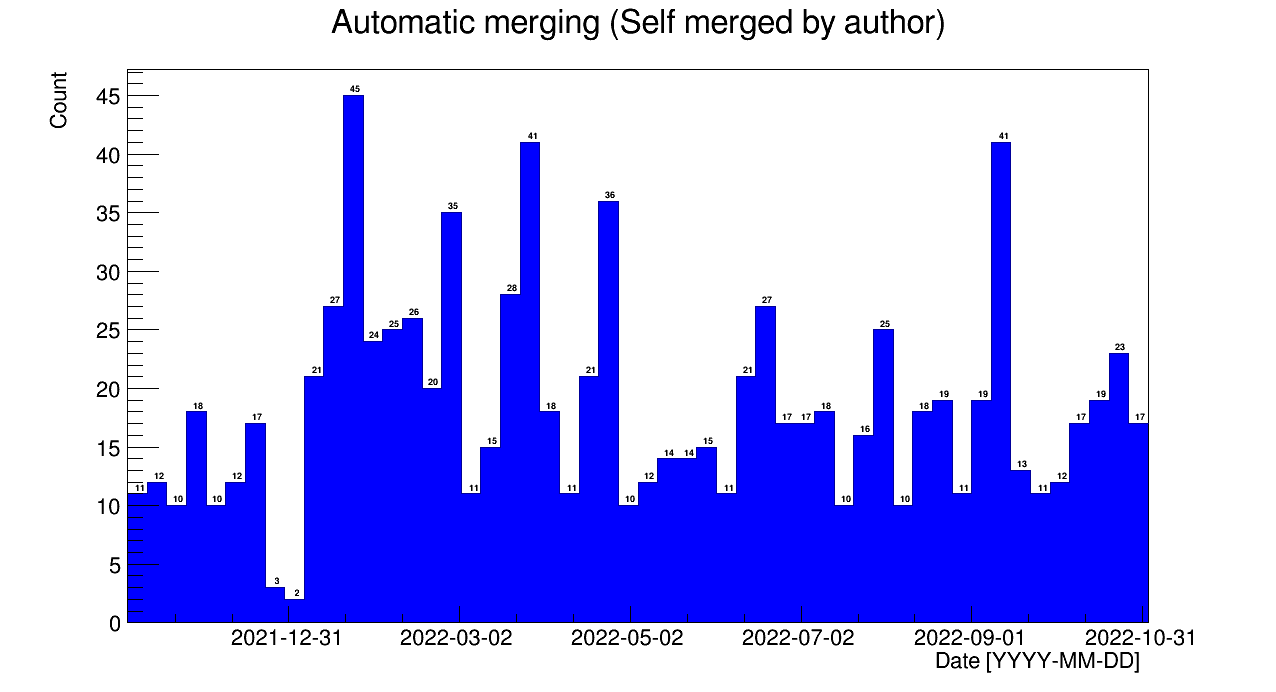 Automatic merging (Self merged by author)
Count
45
40
35
30
25
20
15
10
5
0
11 12 10 18 10 12 17 3 2 21 27 45 24 25 26 20 35 11 15 28 41 18 11 21 36 10 12 14 14 15 11 21 27 17 17 18 10 16 25 10 18 19 11 19 41 13 11 12 17 19 23 17
2021-12-31 2022-03-02 2022-05-02 2022-07-02 2022-09-01 2022-10-31
Date [YYYY-MM-DD]